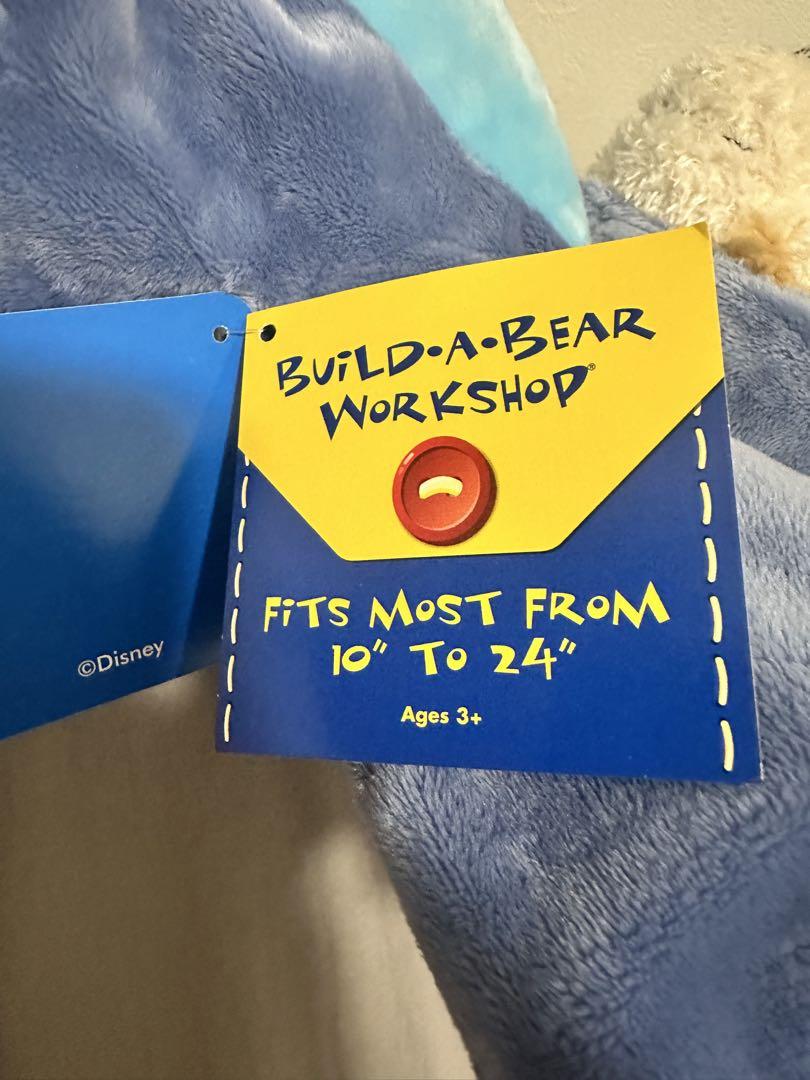 BUiLD•A•BEAR
WORKSHOP®
FiTS MOST FROM
10" TO 24"
Ages 3+
©Disney